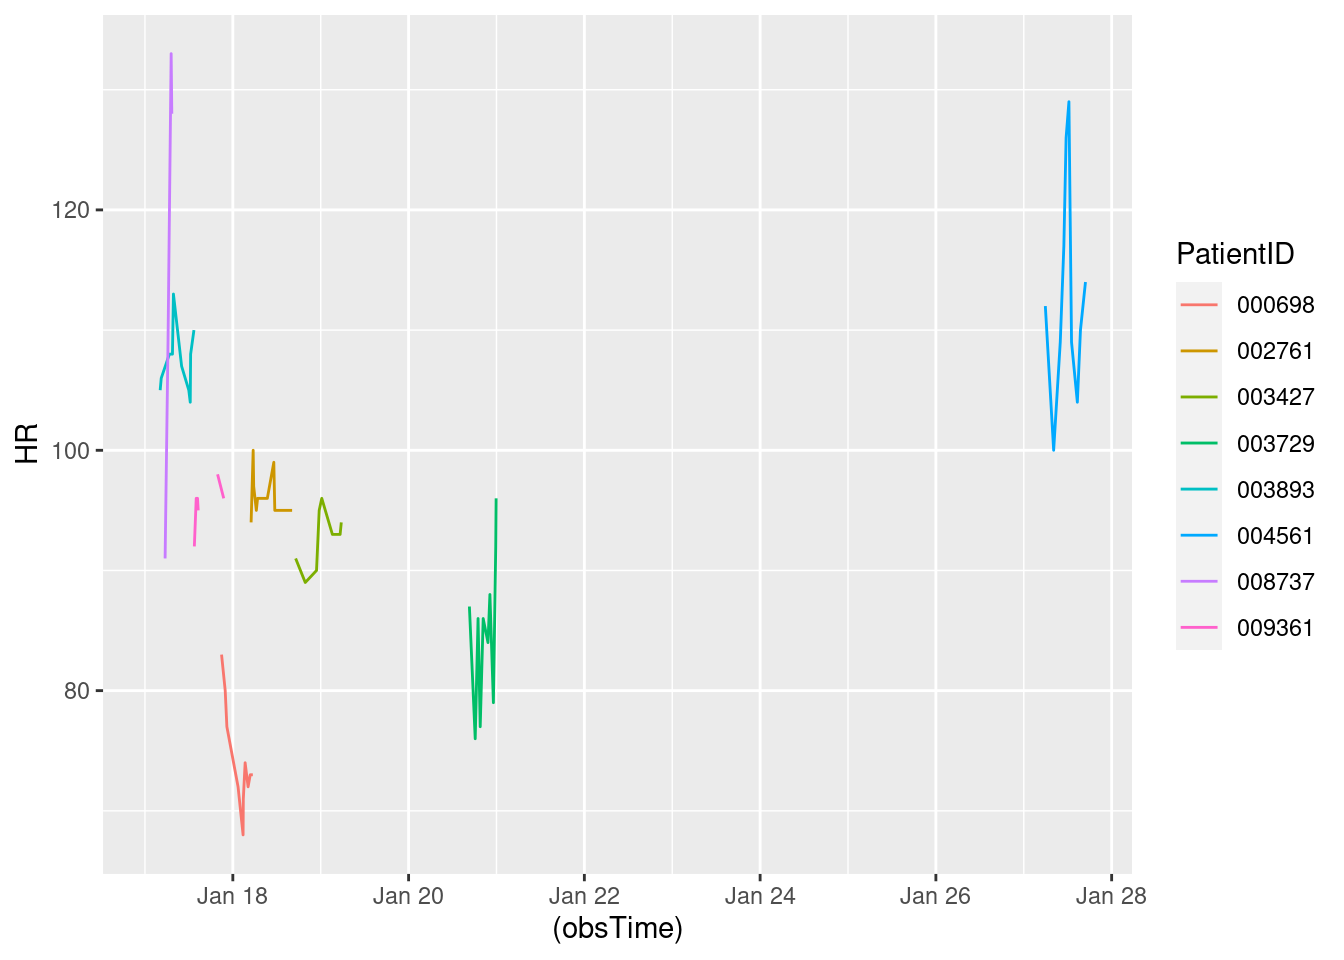 120
100
80
HR
Jan 18
Jan 20
Jan 22
Jan 24
Jan 26
Jan 28
(obsTime)
PatientID
000698
002761
003427
003729
003893
004561
008737
009361